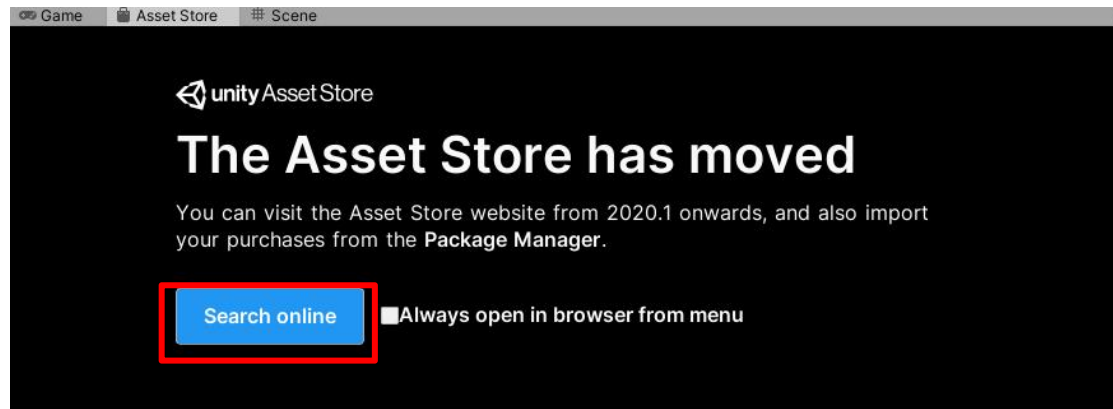 Game Asset Store Scene
unity Asset Store
The Asset Store has moved
You can visit the Asset Store website from 2020.1 onwards, and also import
your purchases from the Package Manager.
Search online Always open in browser from menu